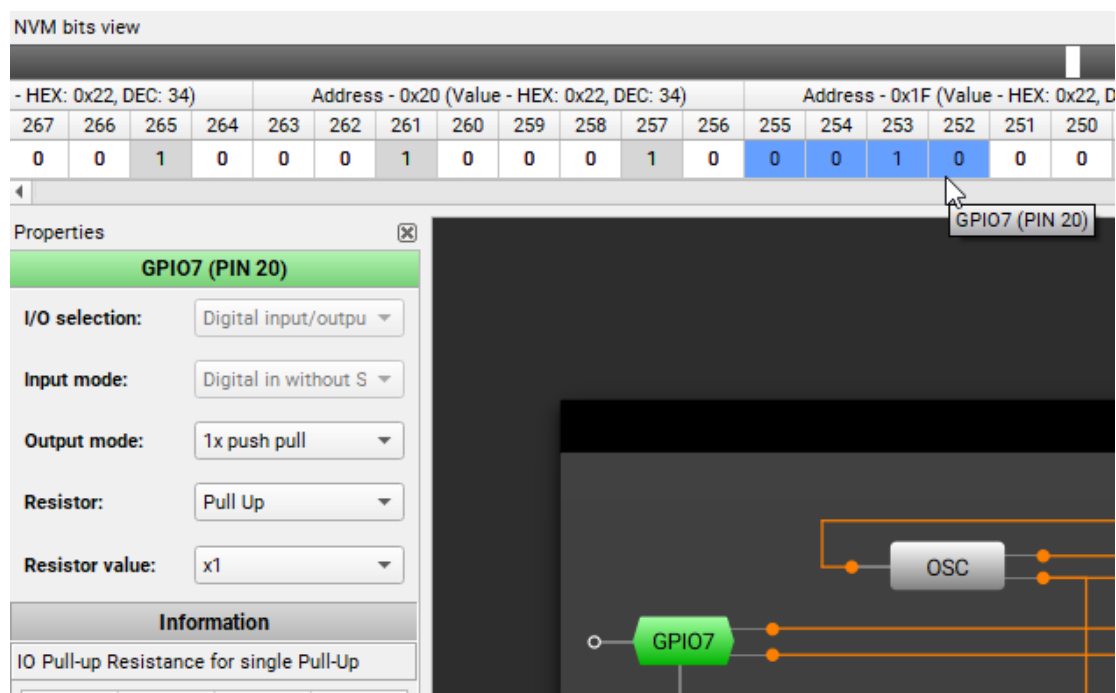 NVM bits view
- HEX: 0x22, DEC: 34) Address - 0x20 (Value - HEX: 0x22, DEC: 34) Address - 0x1F (Value - HEX: 0x22, D
267 266 265 264 263 262 261 260 259 258 257 256 255 254 253 252 251 250
0 0 1 0 0 0 1 0 0 0 1 0 0 0 1 0 0 0
GPIO7 (PIN 20)
Properties
GPIO7 (PIN 20)
I/O selection: Digital input/outpu
Input mode: Digital in without S
Output mode: 1x push pull
Resistor: Pull Up
Resistor value: x1
Information
IO Pull-up Resistance for single Pull-Up
OSC
GPIO7